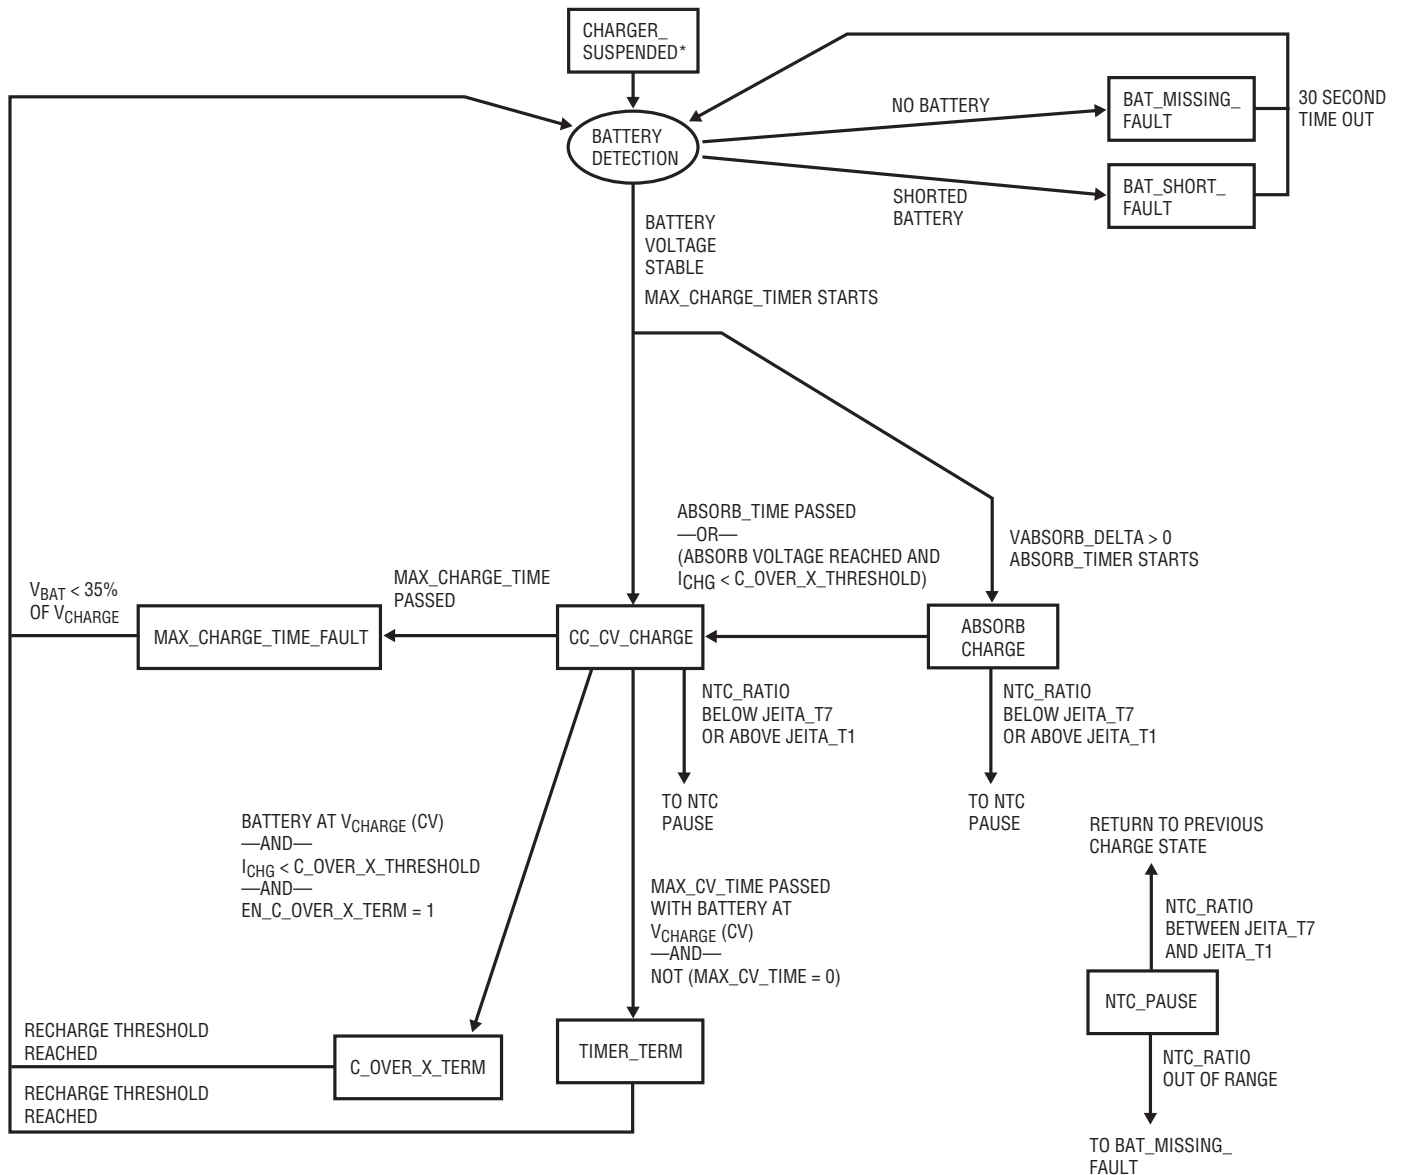 CHARGER_
SUSPENDED*
BATTERY
DETECTION
NO BATTERY
BAT_MISSING_
FAULT
30 SECOND
TIME OUT
SHORTED
BATTERY
BAT_SHORT_
FAULT
BATTERY
VOLTAGE
STABLE
MAX_CHARGE_TIMER STARTS
ABSORB_TIME PASSED
—OR—
(ABSORB VOLTAGE REACHED AND
ICHG < C_OVER_X_THRESHOLD)
VABSORB_DELTA > 0
ABSORB_TIMER STARTS
VBAT < 35%
OF VCHARGE
MAX_CHARGE_TIME
PASSED
MAX_CHARGE_TIME_FAULT
CC_CV_CHARGE
ABSORB
CHARGE
NTC_RATIO
BELOW JEITA_T7
OR ABOVE JEITA_T1
NTC_RATIO
BELOW JEITA_T7
OR ABOVE JEITA_T1
TO NTC
PAUSE
TO NTC
PAUSE
BATTERY AT VCHARGE (CV)
—AND—
ICHG < C_OVER_X_THRESHOLD
—AND—
EN_C_OVER_X_TERM = 1
MAX_CV_TIME PASSED
WITH BATTERY AT
VCHARGE (CV)
—AND—
NOT (MAX_CV_TIME = 0)
RETURN TO PREVIOUS
CHARGE STATE
NTC_RATIO
BETWEEN JEITA_T7
AND JEITA_T1
NTC_PAUSE
NTC_RATIO
OUT OF RANGE
TO BAT_MISSING_
FAULT
RECHARGE THRESHOLD
REACHED
C_OVER_X_TERM
TIMER_TERM
RECHARGE THRESHOLD
REACHED